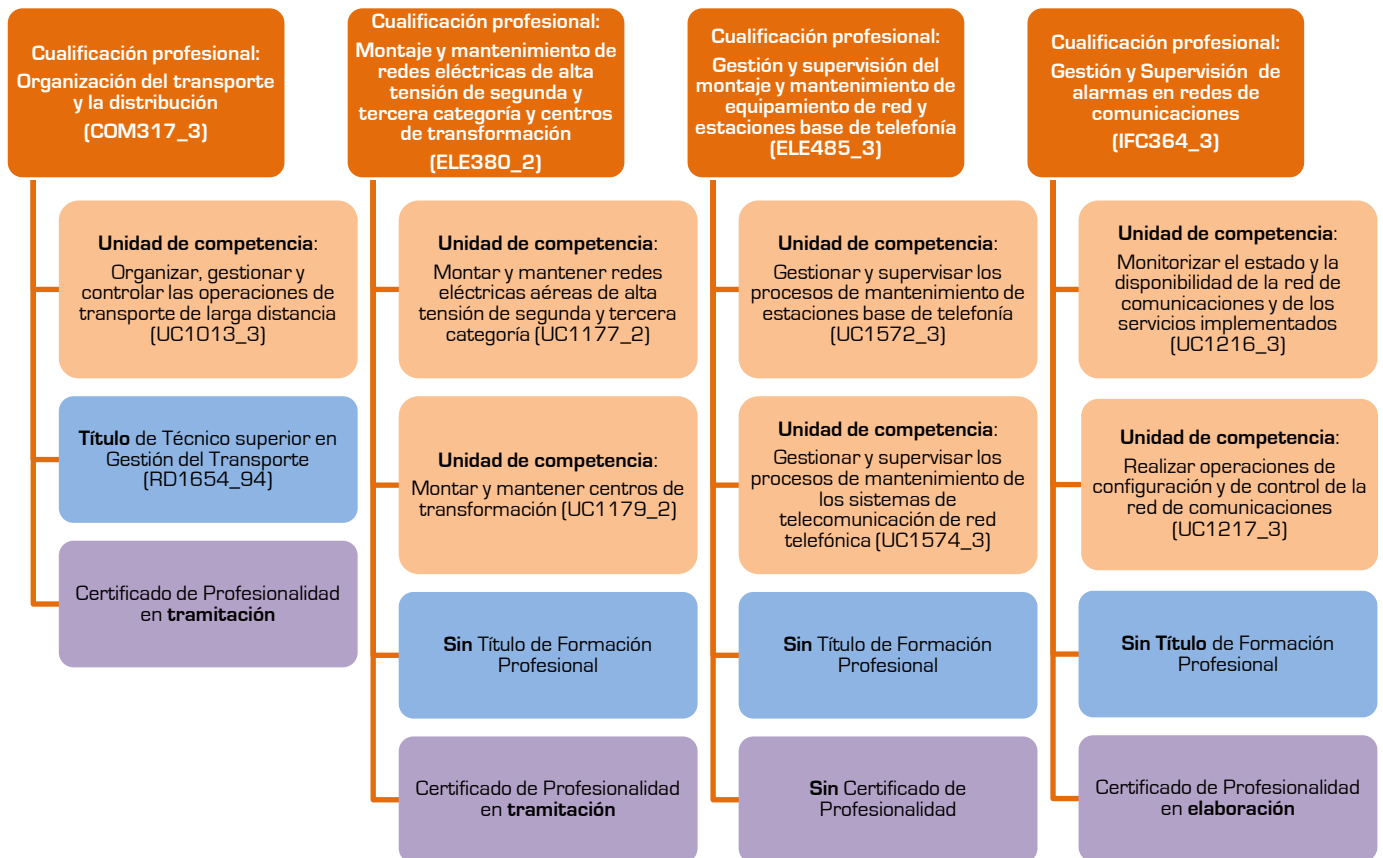 Cualificación profesional:
Organización del transporte
y la distribución
(COM317_3)
Unidad de competencia:
Organizar, gestionar y
controlar las operaciones de
transporte de larga distancia
(UC1013_3)
Título de Técnico superior en
Gestión del Transporte
(RD1654_94)
Certificado de Profesionalidad
en tramitación
Cualificación profesional:
Montaje y mantenimiento de
redes eléctricas de alta
tensión de segunda y
tercera categoría y centros
de transformación
(ELE380_2)
Unidad de competencia:
Montar y mantener redes
eléctricas aéreas de alta
tensión de segunda y tercera
categoría (UC1177_2)
Unidad de competencia:
Montar y mantener centros de
transformación (UC1179_2)
Sin Título de Formación
Profesional
Certificado de Profesionalidad
en tramitación
Cualificación profesional:
Gestión y supervisión del
montaje y mantenimiento de
equipamiento de red y
estaciones base de telefonía
(ELE485_3)
Unidad de competencia:
Gestionar y supervisar los
procesos de mantenimiento de
estaciones base de telefonía
(UC1572_3)
Unidad de competencia:
Gestionar y supervisar los
procesos de mantenimiento de
los sistemas de
telecomunicación de red
telefónica (UC1574_3)
Sin Título de Formación
Profesional
Sin Certificado de
Profesionalidad
Cualificación profesional:
Gestión y Supervisión de
alarmas en redes de
comunicaciones
(IFC364_3)
Unidad de competencia:
Monitorizar el estado y la
disponibilidad de la red de
comunicaciones y de los
servicios implementados
(UC1216_3)
Unidad de competencia:
Realizar operaciones de
configuración y de control de la
red de comunicaciones
(UC1217_3)
Sin Título de Formación
Profesional
Certificado de Profesionalidad
en elaboración